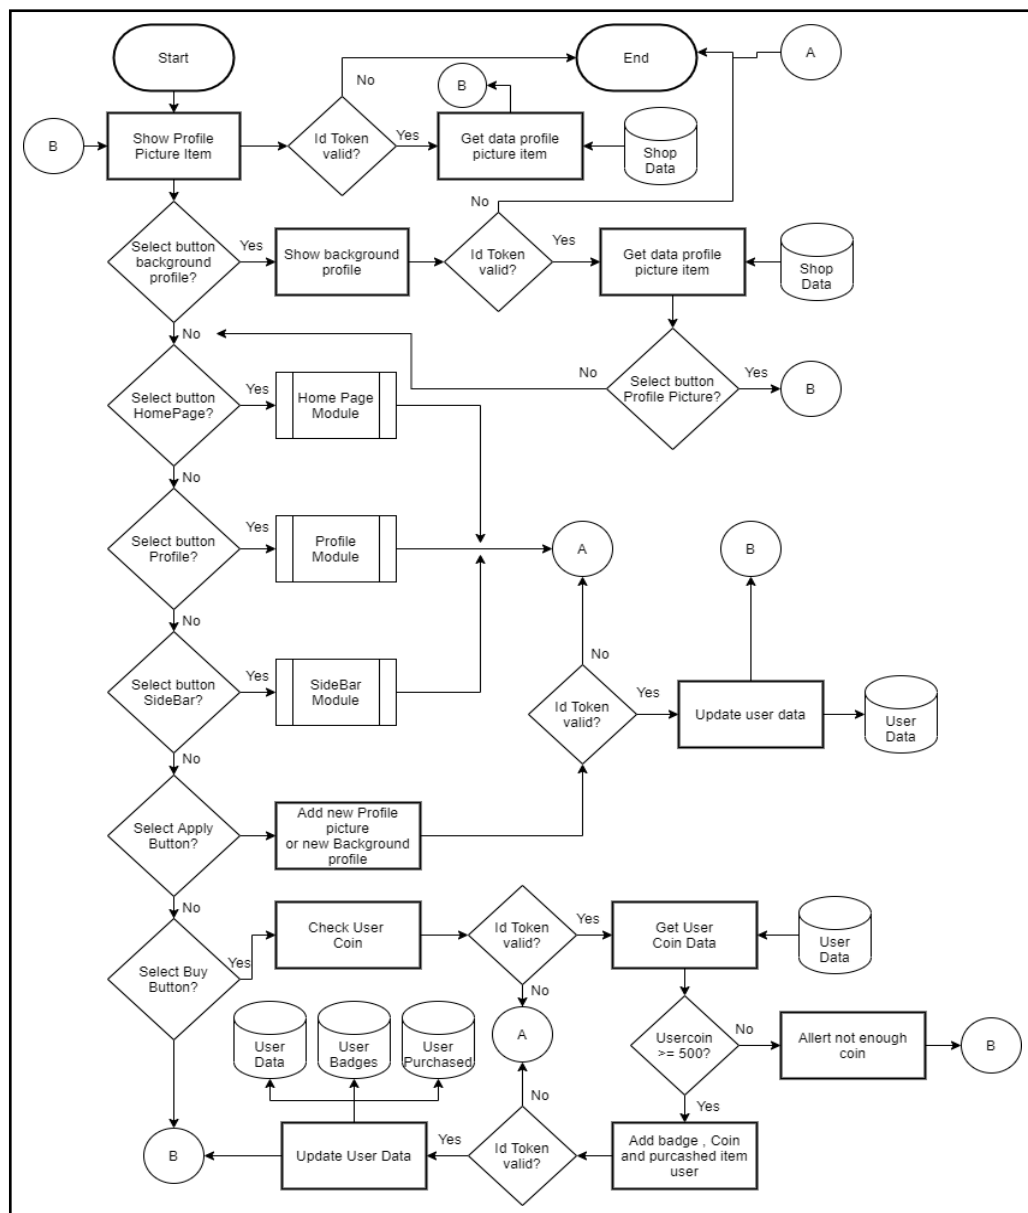 Start
End
A
No
B
B
Show Profile
Picture Item
Id Token
valid?
Yes
Get data profile
picture item
Shop
Data
No
Select button
background
profile?
Yes
Show background
profile
Id Token
valid?
Yes
Get data profile
picture item
Shop
Data
No
Select button
HomePage?
Yes
Home Page
Module
No
Select button
Profile Picture?
Yes
B
No
Select button
Profile?
Yes
Profile
Module
A
B
No
Select button
SideBar?
Yes
SideBar
Module
No
Id Token
valid?
Yes
Update user data
User
Data
No
Select Apply
Button?
Add new Profile
picture
or new Background
profile
No
Select Buy
Button?
Yes
Check User
Coin
Id Token
valid?
Yes
Get User
Coin Data
User
Data
No
A
User
Data
User
Badges
User
Purchased
Usercoin
>= 500?
No
Allert not enough
coin
B
No
Yes
B
Update User Data
Yes
Id Token
valid?
Add badge , Coin
and purcashed item
user